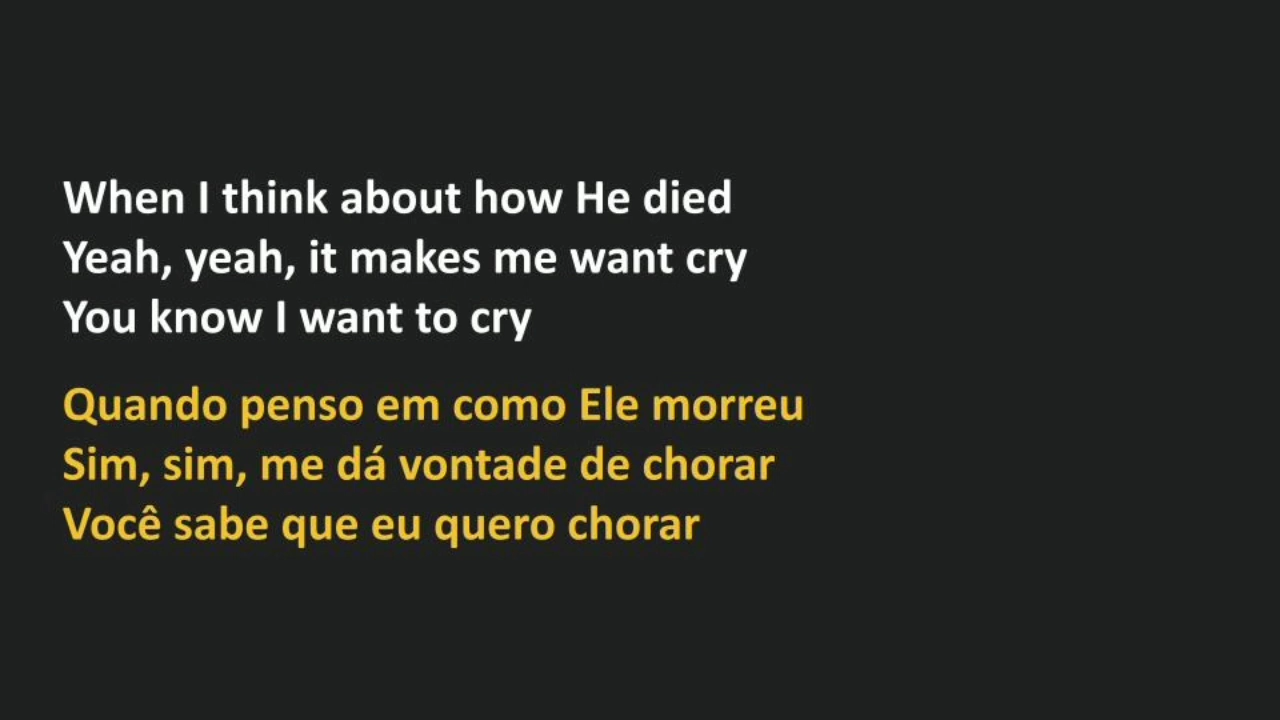 When I think about how He died
Yeah, yeah, it makes me want cry
You know I want to cry
Quando penso em como Ele morreu
Sim, sim, me dá vontade de chorar
Você sabe que eu quero chorar